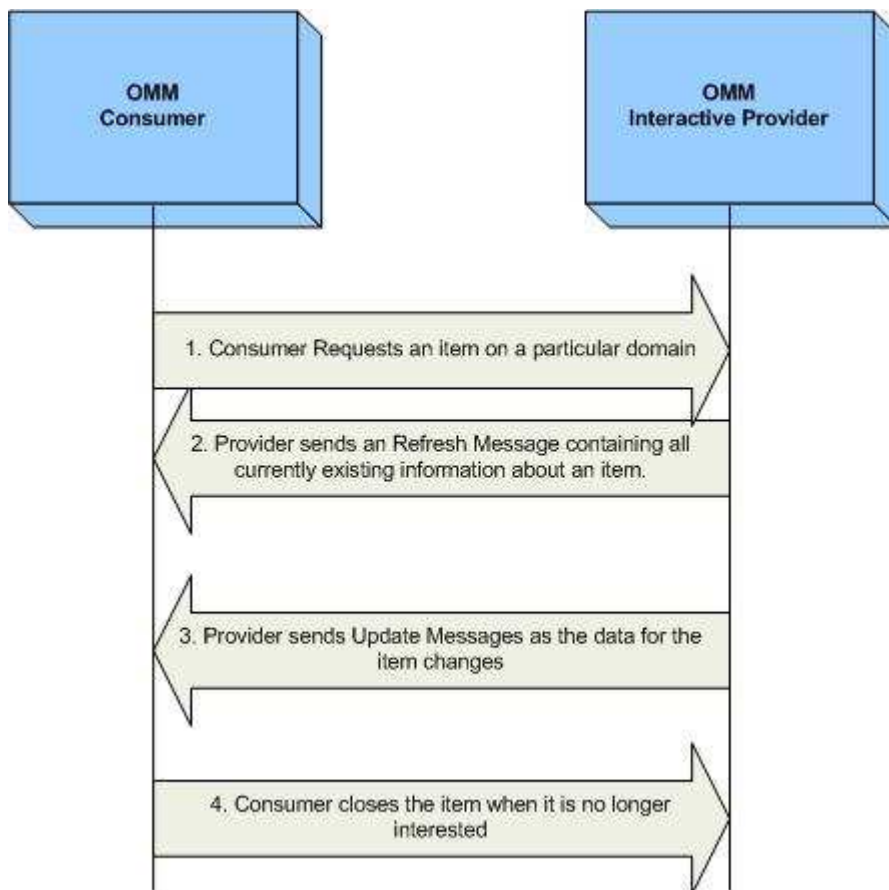 OMM
Consumer
OMM
Interactive Provider
1. Consumer Requests an item on a particular domain
2. Provider sends an Refresh Message containing all
currently existing information about an item.
3. Provider sends Update Messages as the data for the
item changes
4. Consumer closes the item when it is no longer
interested